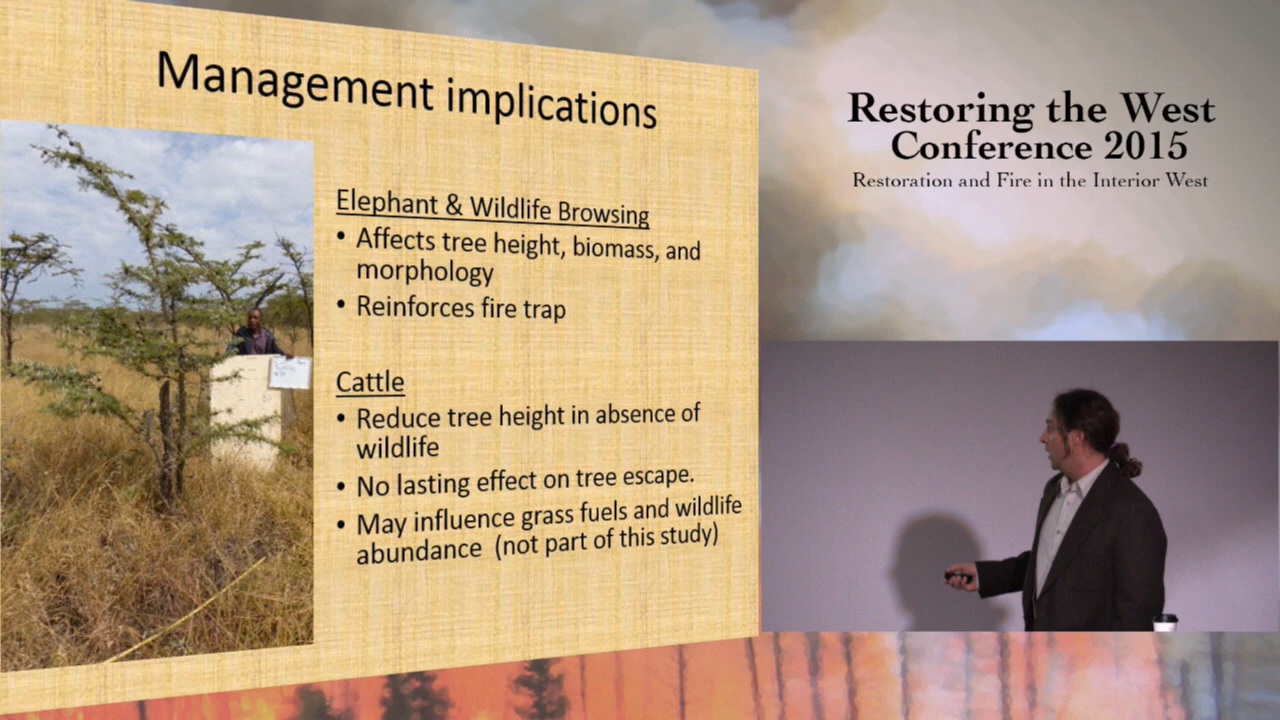 Management implications
Elephant & Wildlife Browsing
• Affects tree height, biomass, and
morphology
• Reinforces fire trap
Cattle
• Reduce tree height in absence of
wildlife
• No lasting effect on tree escape.
• May influence grass fuels and wildlife
abundance (not part of this study)
Restoring the West
Conference 2015
Restoration and Fire in the Interior West